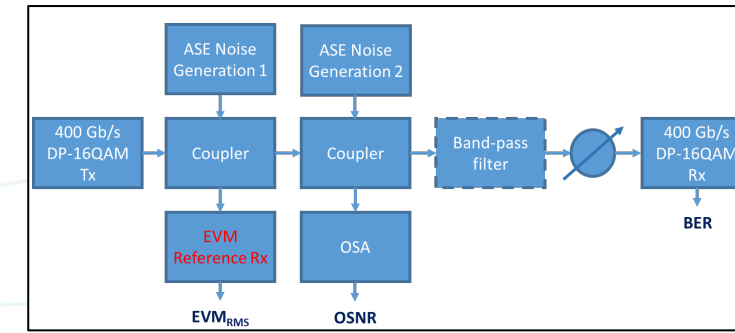 ASE Noise
Generation 1
ASE Noise
Generation 2
400 Gb/s
DP-16QAM
Tx
Coupler
Coupler
Band-pass
filter
400 Gb/s
DP-16QAM
Rx
EVM
Reference Rx
OSA
BER
EVMRMS
OSNR